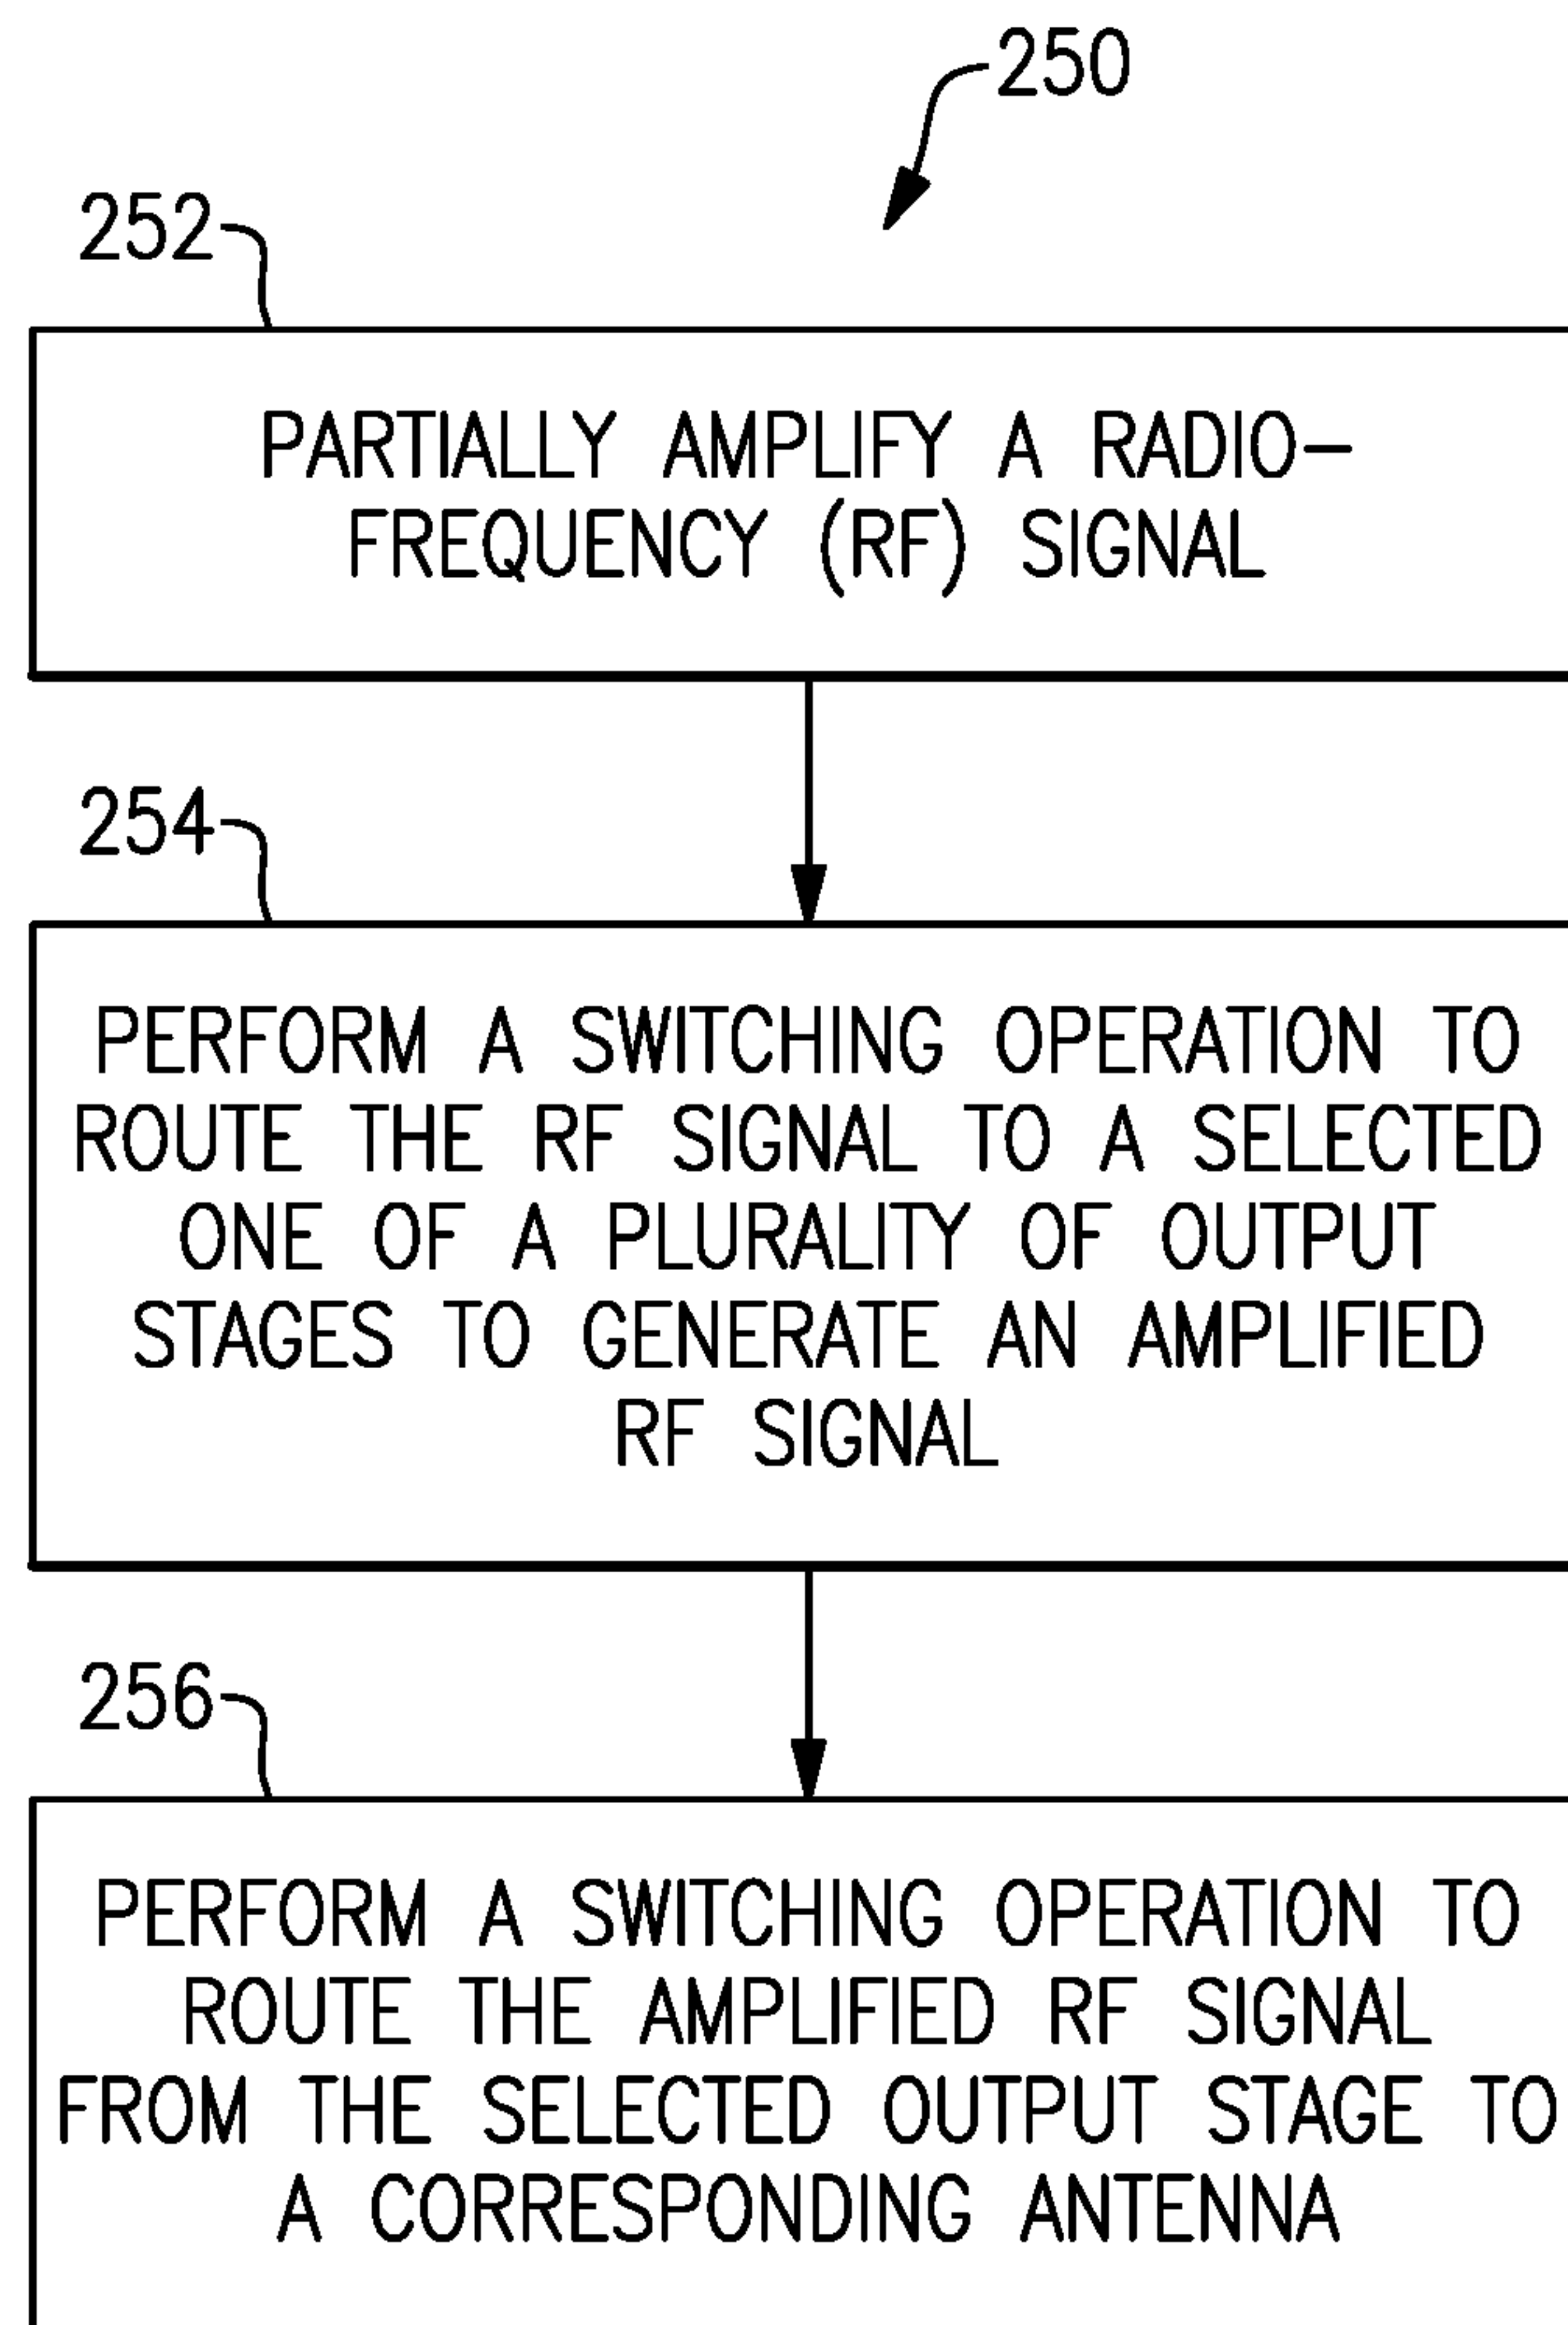 250
252
PARTIALLY AMPLIFY A RADIO-
FREQUENCY (RF) SIGNAL
254
PERFORM A SWITCHING OPERATION TO
ROUTE THE RF SIGNAL TO A SELECTED
ONE OF A PLURALITY OF OUTPUT
STAGES TO GENERATE AN AMPLIFIED
RF SIGNAL
256
PERFORM A SWITCHING OPERATION TO
ROUTE THE AMPLIFIED RF SIGNAL
FROM THE SELECTED OUTPUT STAGE TO
A CORRESPONDING ANTENNA